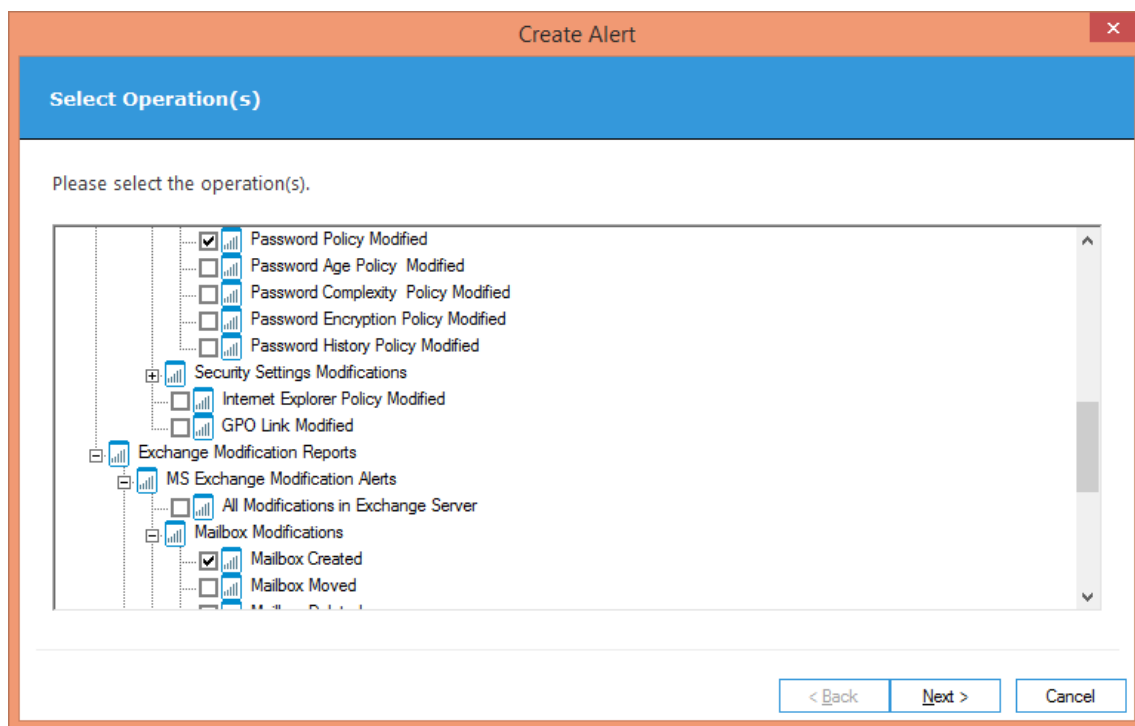 Create Alert
Select Operation(s)
Please select the operation(s).
Password Policy Modified
Password Age Policy Modified
Password Complexity Policy Modified
Password Encryption Policy Modified
Password History Policy Modified
Security Settings Modifications
Internet Explorer Policy Modified
GPO Link Modified
Exchange Modification Reports
MS Exchange Modification Alerts
All Modifications in Exchange Server
Mailbox Modifications
Mailbox Created
Mailbox Moved
< Back Next > Cancel